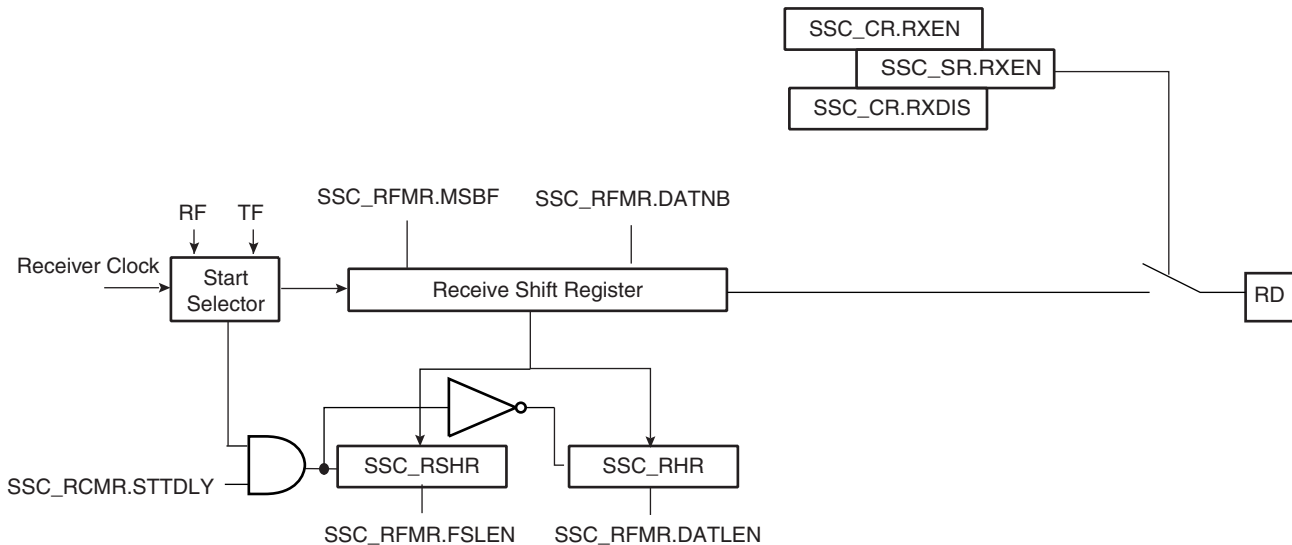 SSC_CR.RXEN
SSC_SR.RXEN
SSC_CR.RXDIS
SSC_RFMR.MSBF
SSC_RFMR.DATNB
RF
TF
Receiver Clock
Start
Selector
Receive Shift Register
RD
SSC_RSHR
SSC_RHR
SSC_RCMR.STTDLY
SSC_RFMR.FSLEN
SSC_RFMR.DATLEN